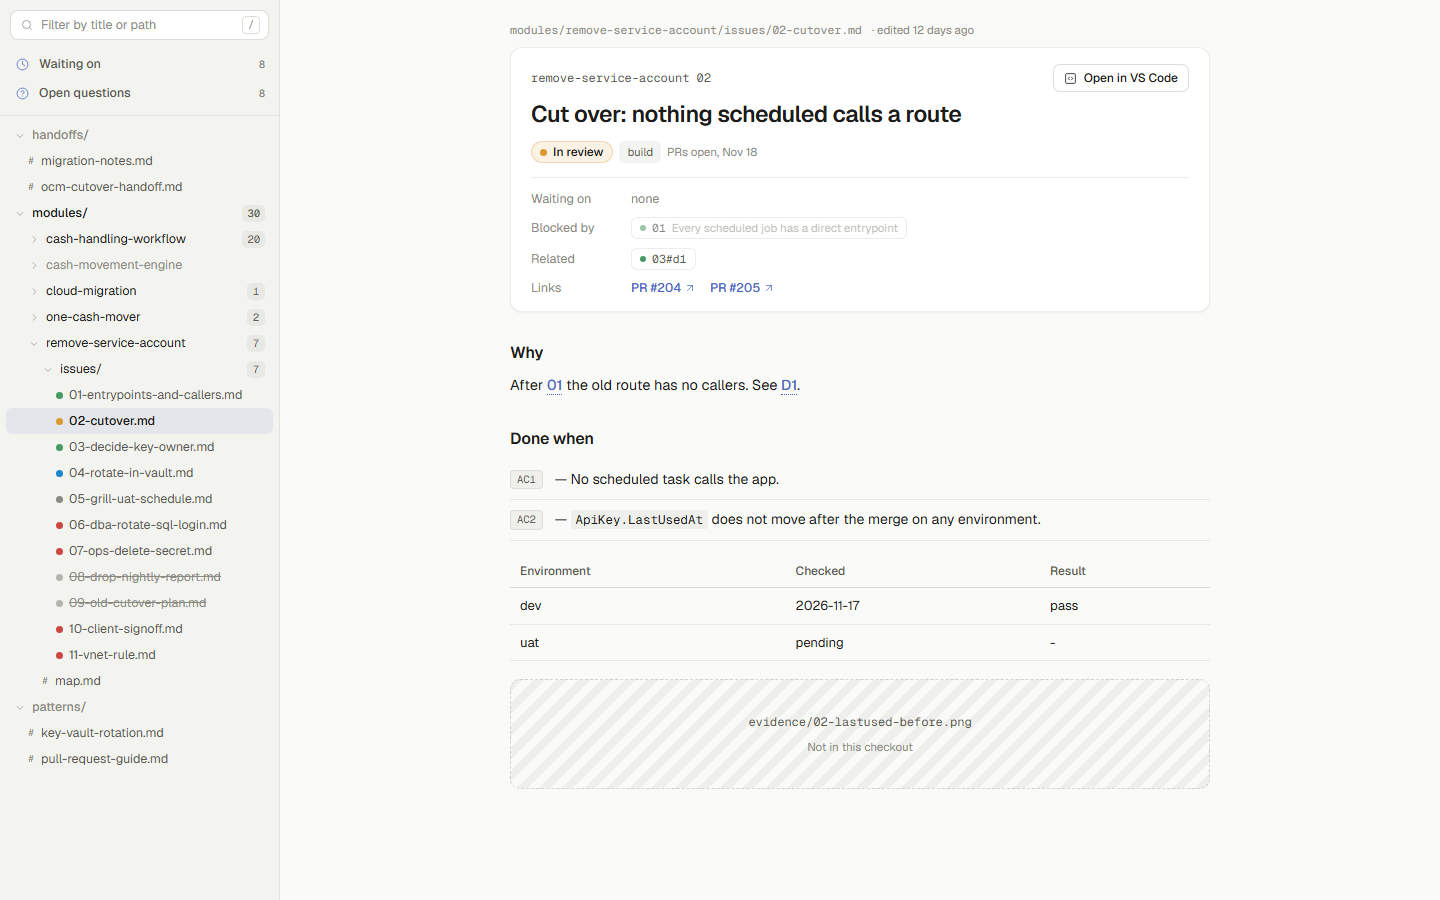 Filter by title or path /
Waiting on 8
Open questions 8
handoffs/
# migration-notes.md
# ocm-cutover-handoff.md
modules/ 30
cash-handling-workflow 20
cash-movement-engine
cloud-migration 1
one-cash-mover 2
remove-service-account 7
issues/ 7
01-entrypoints-and-callers.md
02-cutover.md
03-decide-key-owner.md
04-rotate-in-vault.md
05-grill-uat-schedule.md
06-dba-rotate-sql-login.md
07-ops-delete-secret.md
08-drop-nightly-report.md
09-old-cutover-plan.md
10-client-signoff.md
11-vnet-rule.md
# map.md
patterns/
# key-vault-rotation.md
# pull-request-guide.md
modules/remove-service-account/issues/02-cutover.md · edited 12 days ago
remove-service-account 02
Open in VS Code
Cut over: nothing scheduled calls a route
In review build PRs open, Nov 18
Waiting on none
Blocked by 01 Every scheduled job has a direct entrypoint
Related 03#d1
Links PR #204 ↗ PR #205 ↗
Why
After 01 the old route has no callers. See D1.
Done when
AC1 — No scheduled task calls the app.
AC2 — ApiKey.LastUsedAt does not move after the merge on any environment.
Environment Checked Result
dev 2026-11-17 pass
uat pending -
evidence/02-lastused-before.png
Not in this checkout